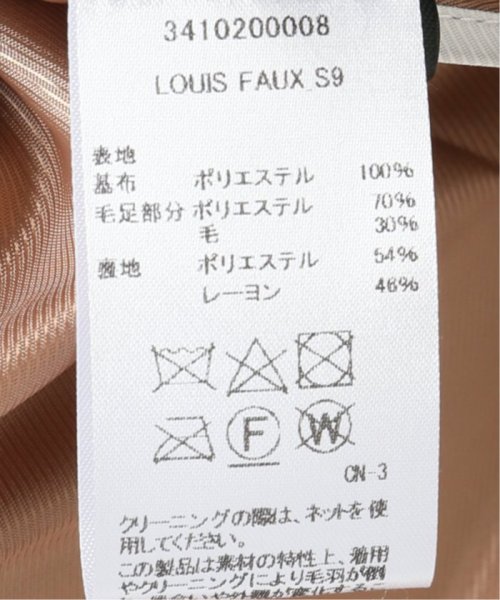 3410200008
LOUIS FAUX S9
表地
基布 ポリエステル 100%
毛足部分 ポリエステル 70%
毛 30%
裏地 ポリエステル 54%
レーヨン 46%
F
W
CN-3
クリーニングの際は、ネットを使
用してください。
この製品は素材の特性上、着用
やクリーニングにより毛羽が倒